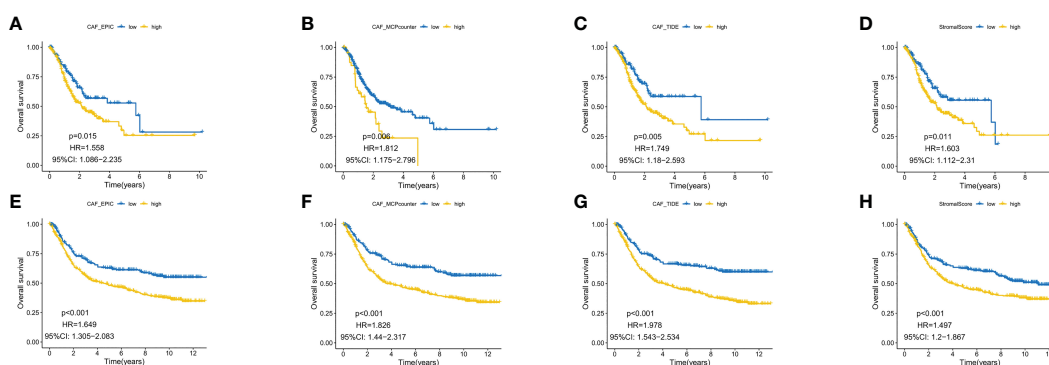 A
CAF_EPIC low high
1.00
0.75
0.50
0.25
0.00
Overall survival
p=0.015
HR=1.558
95%CI: 1.086−2.235
0 2 4 6 8 10
Time(years)
B
CAF_MCPcounter low high
1.00
0.75
0.50
0.25
0.00
Overall survival
p=0.006
HR=1.812
95%CI: 1.175−2.796
0 2 4 6 8 10
Time(years)
C
CAF_TIDE low high
1.00
0.75
0.50
0.25
0.00
Overall survival
p=0.005
HR=1.749
95%CI: 1.18−2.593
0 2 4 6 8 10
Time(years)
D
StromalScore low high
1.00
0.75
0.50
0.25
0.00
Overall survival
p=0.011
HR=1.603
95%CI: 1.112−2.31
0 2 4 6 8
Time(years)
E
CAF_EPIC low high
1.00
0.75
0.50
0.25
0.00
Overall survival
p<0.001
HR=1.649
95%CI: 1.305−2.083
0 2 4 6 8 10 12
Time(years)
F
CAF_MCPcounter low high
1.00
0.75
0.50
0.25
0.00
Overall survival
p<0.001
HR=1.826
95%CI: 1.44−2.317
0 2 4 6 8 10 12
Time(years)
G
CAF_TIDE low high
1.00
0.75
0.50
0.25
0.00
Overall survival
p<0.001
HR=1.978
95%CI: 1.543−2.534
0 2 4 6 8 10 12
Time(years)
H
StromalScore low high
1.00
0.75
0.50
0.25
0.00
Overall survival
p<0.001
HR=1.497
95%CI: 1.2−1.867
0 2 4 6 8 10
Time(years)